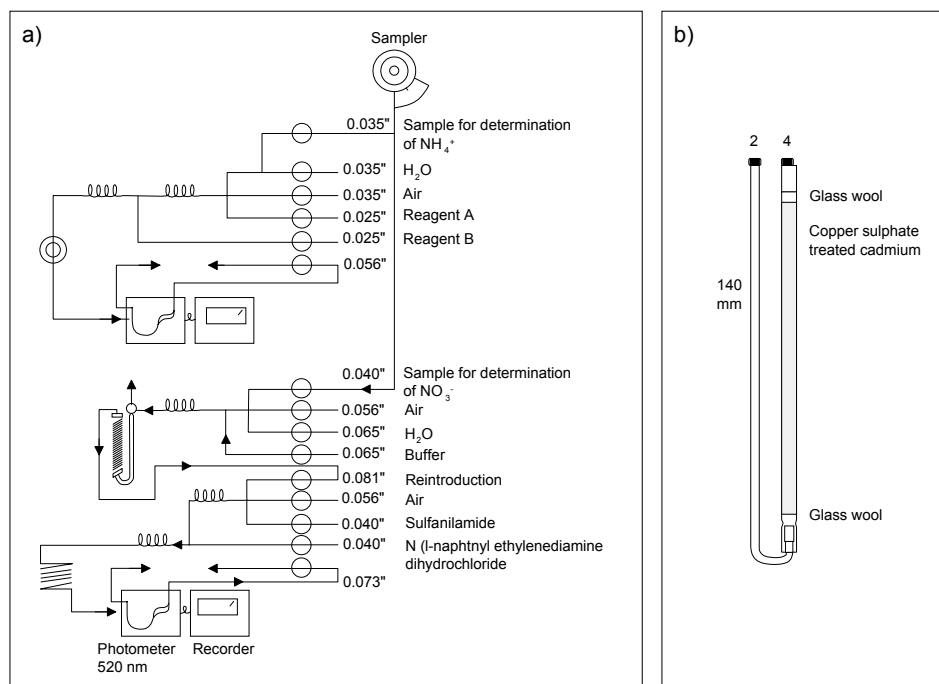 a)
Sampler
0.035" Sample for determination
of NH4+
0.035" H2O
0.035" Air
0.025" Reagent A
0.025" Reagent B
0.056"
0.040" Sample for determination
of NO3-
0.056" Air
0.065" H2O
0.065" Buffer
0.081" Reintroduction
0.056" Air
0.040" Sulfanilamide
0.040" N (l-naphtnyl ethylenediamine
dihydrochloride
0.073"
Photometer
520 nm
Recorder
b)
2 4
Glass wool
Copper sulphate
treated cadmium
140
mm
Glass wool